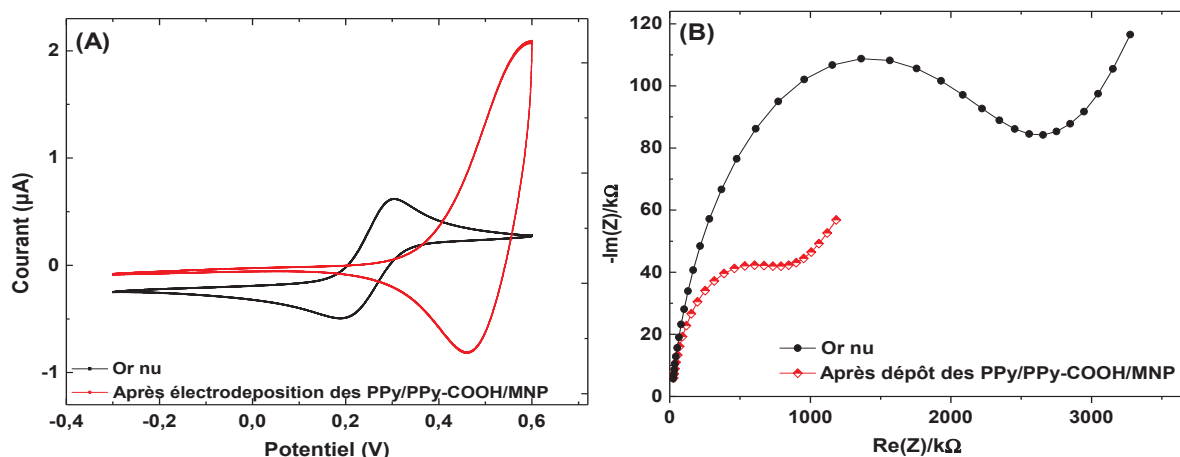 (A)
2
1
0
-1
Courant (µA)
Or nu
Après électrodeposition des PPy/PPy-COOH/MNP
-0,4 -0,2 0,0 0,2 0,4 0,6
Potentiel (V)
(B)
120
100
80
60
40
20
0
-Im(Z)/kΩ
Or nu
Après dépôt des PPy/PPy-COOH/MNP
0 1000 2000 3000
Re(Z)/kΩ